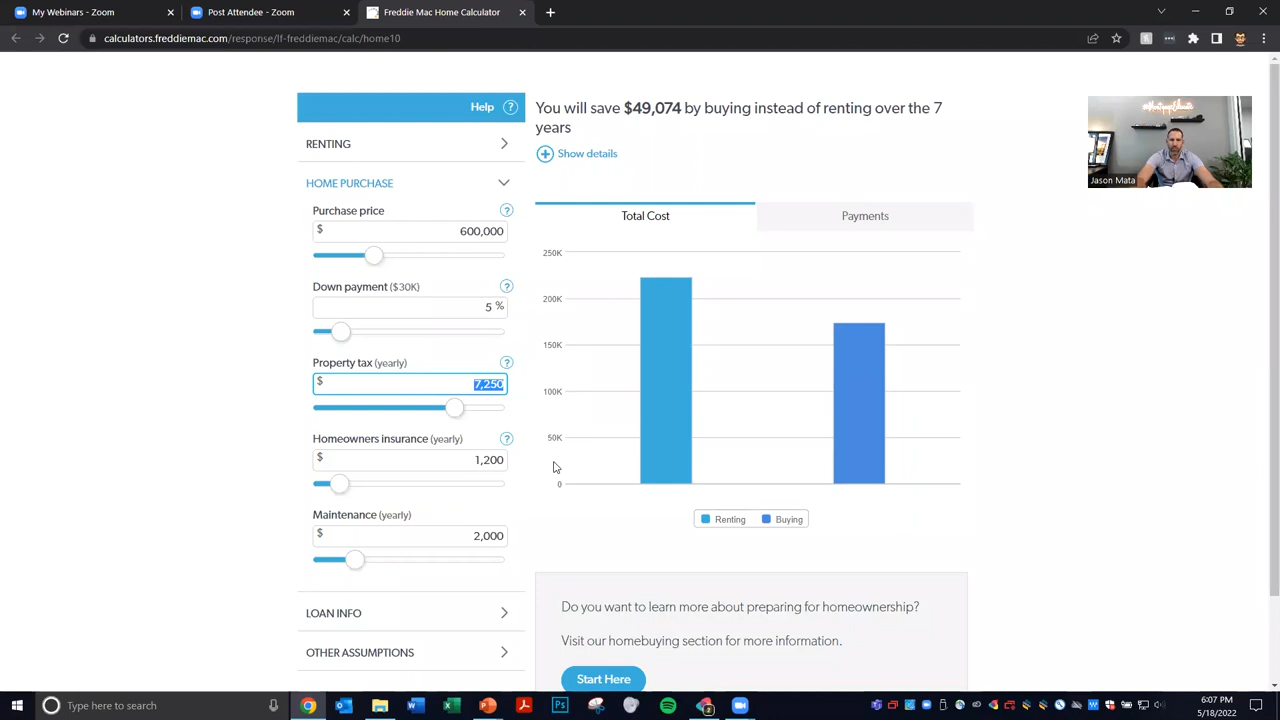 My Webinars - Zoom
Post Attendee - Zoom
Freddie Mac Home Calculator
calculators.freddiemac.com/response/lf-freddiemac/calc/home10
Help ?
RENTING
HOME PURCHASE
Purchase price ?
$ 600,000
Down payment ($30K) ?
5 %
Property tax (yearly) ?
$ 7,250
Homeowners insurance (yearly) ?
$ 1,200
Maintenance (yearly)
$ 2,000
LOAN INFO
OTHER ASSUMPTIONS
You will save $49,074 by buying instead of renting over the 7
years
Show details
Total Cost
Payments
250K
200K
150K
100K
50K
0
Renting
Buying
Do you want to learn more about preparing for homeownership?
Visit our homebuying section for more information.
Start Here
Jason Mata
Type here to search
6:07 PM
5/18/2022